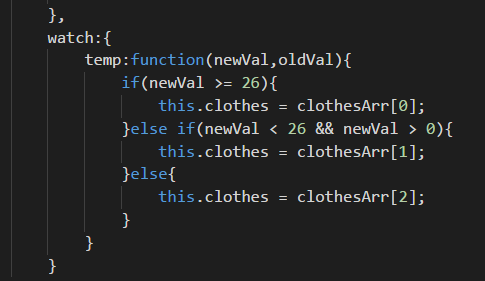 },
watch:{
temp:function(newVal,oldVal){
if(newVal >= 26){
this.clothes = clothesArr[0];
}else if(newVal < 26 && newVal > 0){
this.clothes = clothesArr[1];
}else{
this.clothes = clothesArr[2];
}
}
}